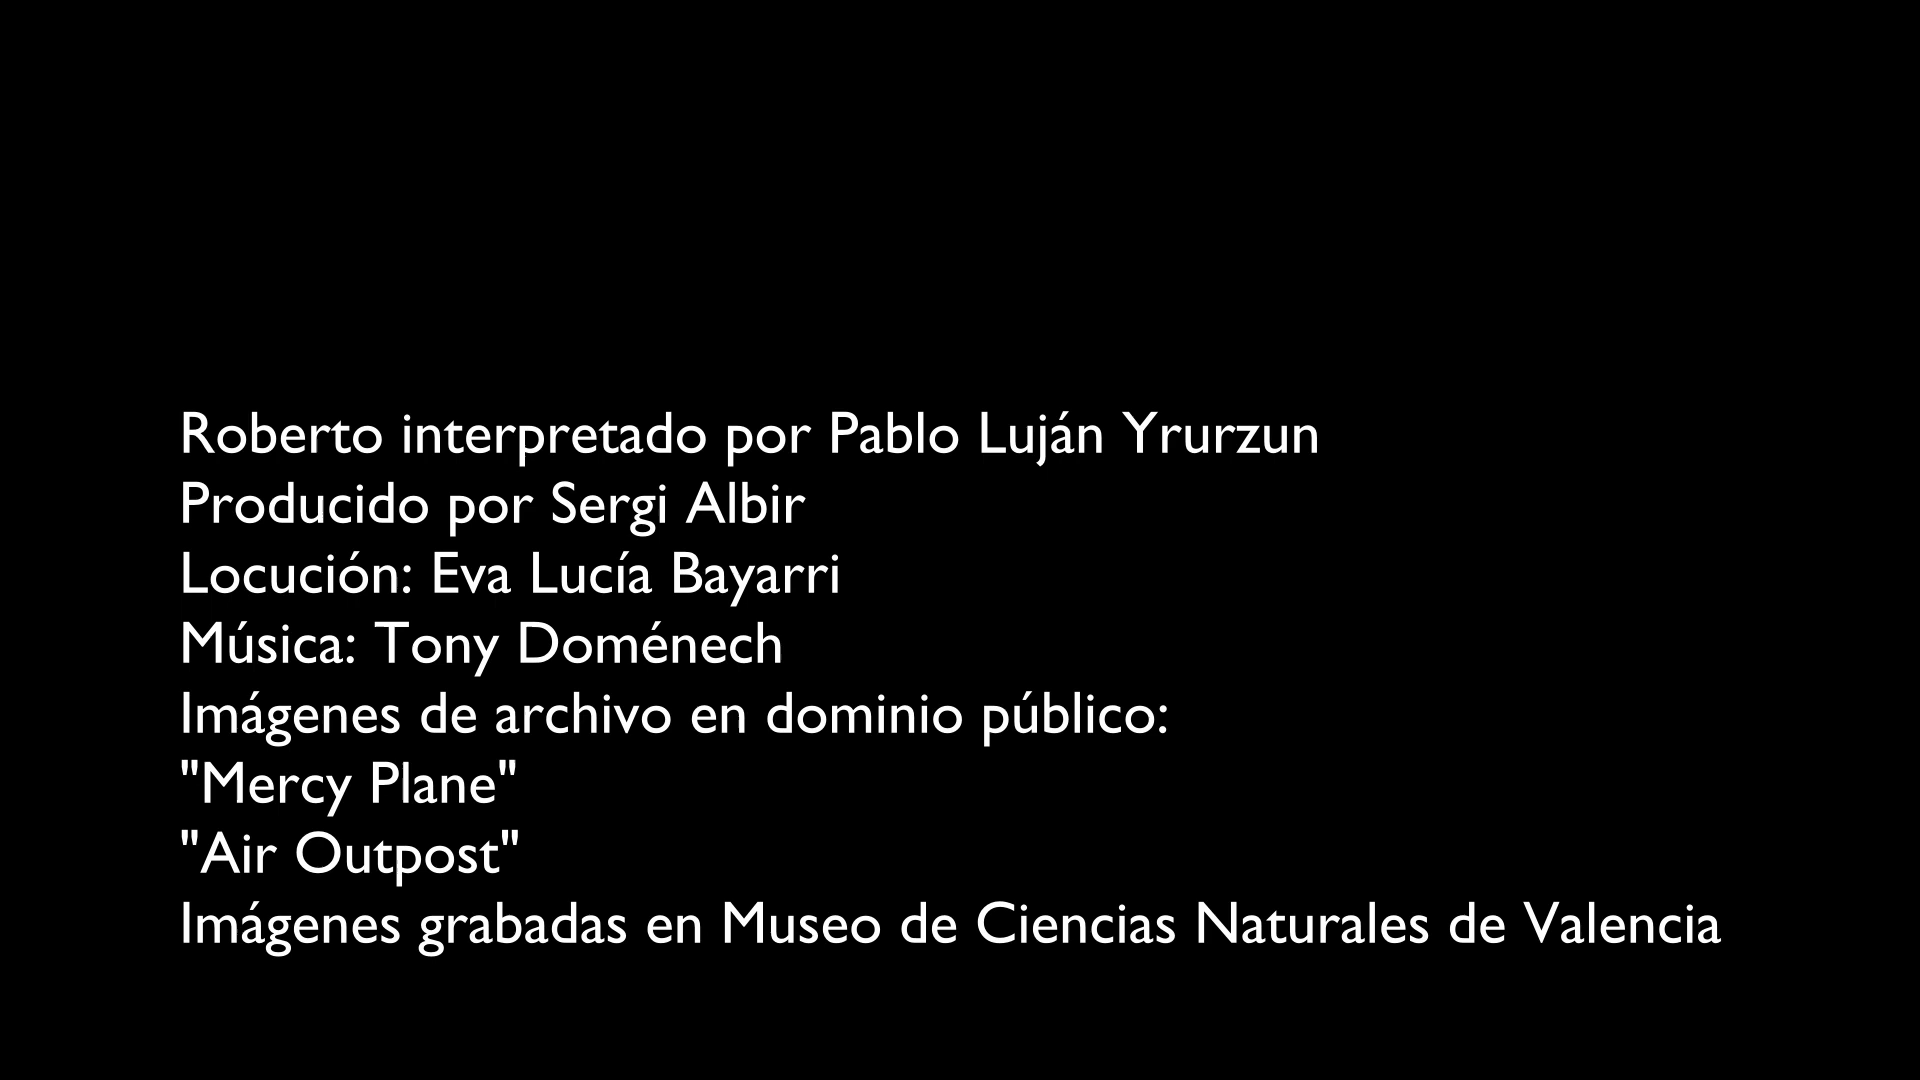 Roberto interpretado por Pablo Luján Yrurzun
Producido por Sergi Albir
Locución: Eva Lucía Bayarri
Música: Tony Doménech
Imágenes de archivo en dominio público:
"Mercy Plane"
"Air Outpost"
Imágenes grabadas en Museo de Ciencias Naturales de Valencia